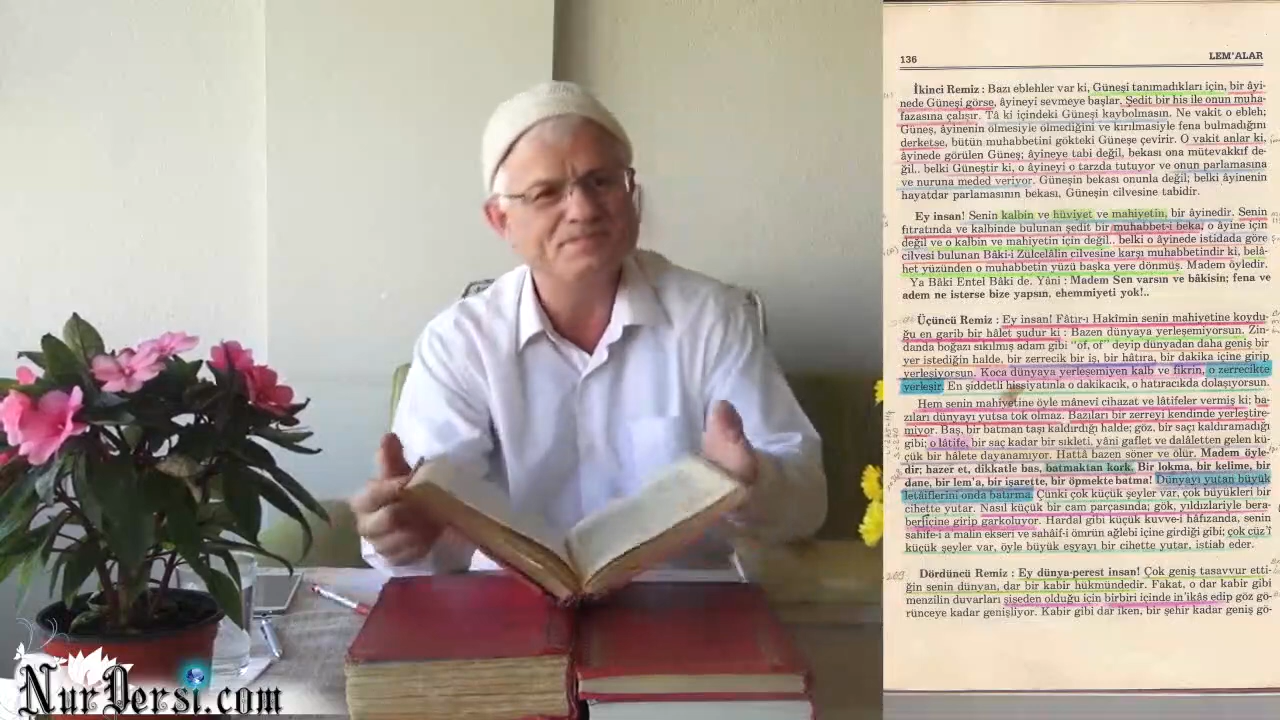 136
LEM'ALAR
İkinci Remiz : Bazı eblehler var ki, Güneşi tanımadıkları için, bir âyi-
nede Güneşi görse, âyineyi sevmeye başlar. Şedit bir his ile onun muha-
fazasına çalışır. Tâ ki içindeki Güneşi kaybolmasın. Ne vakit o ebleh;
Güneş, âyinenin ölmesiyle ölmediğini ve kırılmasiyle fena bulmadığını
derketse, bütün muhabbetini gökteki Güneşe çevirir. O vakit anlar ki,
âyinede görülen Güneş; âyineye tabi değil, bekası ona mütevakkıf de-
ğil.. belki Güneştir ki, o âyineyi o tarzda tutuyor ve onun parlamasına
ve nuruna meded veriyor. Güneşin bekası onunla değil; belki âyinenin
hayatdar parlamasının bekası, Güneşin cilvesine tabidir.
Ey insan! Senin kalbin ve hüviyet ve mahiyetin, bir âyinedir. Senin
fıtratında ve kalbinde bulunan şedit bir muhabbet-i beka, o âyine için
değil ve o kalbin ve mahiyetin için değil.. belki o âyinede istidada göre
cilvesi bulunan Bâki-i Zülcelâlin cilvesine karşı muhabbetindir ki, belâ-
het yüzünden o muhabbetin yüzü başka yere dönmüş. Madem öyledir.
Ya Bâki Entel Bâki de. Yâni : Madem Sen varsın ve bâkisin; fena ve
adem ne isterse bize yapsın, ehemmiyeti yok!..
Üçüncü Remiz : Ey insan! Fâtır-ı Hakîmin senin mahiyetine koydu-
ğu en garib bir hâlet şudur ki : Bazen dünyaya yerleşemiyorsun. Zin-
danda boğazı sıkılmış adam gibi "of, of" deyip dünyadan daha geniş bir
yer istediğin halde, bir zerrecik bir iş, bir hâtıra, bir dakika içine girip
yerleşiyorsun. Koca dünyaya yerleşemiyen kalb ve fikrin, o zerrecikte
yerleşir. En şiddetli hissiyatınla o dakikacık, o hatıracıkda dolaşıyorsun.
Hem senin mahiyetine öyle mânevi cihazat ve lâtifeler vermiş ki; ba-
zıları dünyayı yutsa tok olmaz. Bazıları bir zerreyi kendinde yerleştire-
miyor. Baş, bir batman taşı kaldırdığı halde; göz, bir saçı kaldıramadığı
gibi; o lâtife, bir saç kadar bir sıkleti, yâni gaflet ve dalâletten gelen kü-
çük bir hâlete dayanamıyor. Hattâ bazen söner ve ölür. Madem öyle-
dir; hazer et, dikkatle bas, batmaktan kork. Bir lokma, bir kelime, bir
dane, bir lem'a, bir işarette, bir öpmekte batma! Dünyayı yutan büyük
letâiflerini onda batırma. Çünki çok küçük şeyler var, çok büyükleri bir
cihette yutar. Nasıl küçük bir cam parçasında; gök, yıldızlariyle bera-
ber içine girip garkoluyor. Hardal gibi küçük kuvve-i hâfızanda, senin
sahife-i a'malin ekseri ve sahâif-i ömrün ağlebi içine girdiği gibi; çok cüz'î
küçük şeyler var, öyle büyük eşyayı bir cihette yutar, istiab eder.
Dördüncü Remiz : Ey dünya-perest insan! Çok geniş tasavvur etti-
ğin senin dünyan, dar bir kabir hükmündedir. Fakat, o dar kabir gibi
menzilin duvarları şişeden olduğu için birbiri içinde in'ikâs edip göz gö-
rünceye kadar genişliyor. Kabir gibi dar iken, bir şehir kadar geniş gö-
NurDersi.com